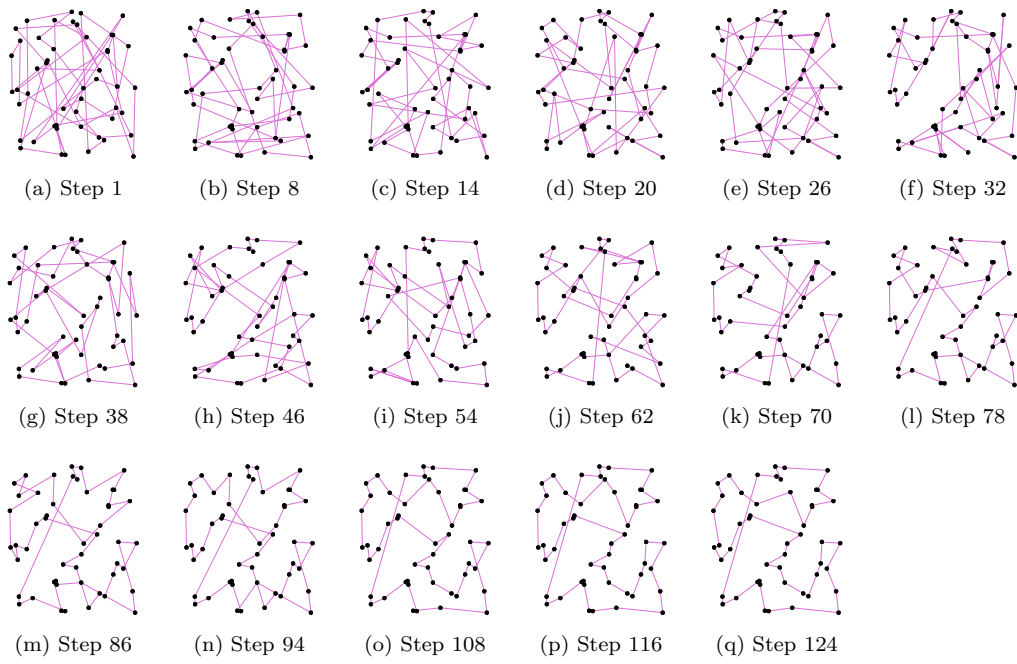 (a) Step 1
(b) Step 8
(c) Step 14
(d) Step 20
(e) Step 26
(f) Step 32
(g) Step 38
(h) Step 46
(i) Step 54
(j) Step 62
(k) Step 70
(l) Step 78
(m) Step 86
(n) Step 94
(o) Step 108
(p) Step 116
(q) Step 124